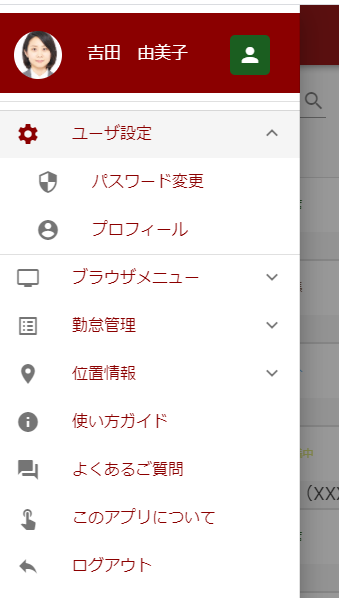 吉田　由美子
ユーザ設定
パスワード変更
プロフィール
ブラウザメニュー
勤怠管理
位置情報
使い方ガイド
よくあるご質問
中
(XX
このアプリについて
ログアウト